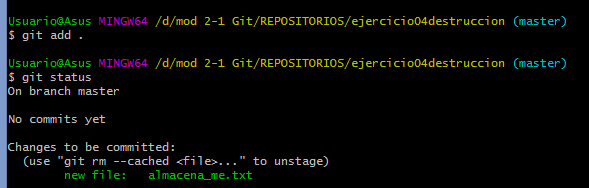 Usuario@Asus MINGW64 /d/mod 2-1 Git/REPOSITORIOS/ejercicio04destruccion (master)
$ git add .
Usuario@Asus MINGW64 /d/mod 2-1 Git/REPOSITORIOS/ejercicio04destruccion (master)
$ git status
On branch master
No commits yet
Changes to be committed:
(use "git rm --cached <file>..." to unstage)
new file: almacena_me.txt